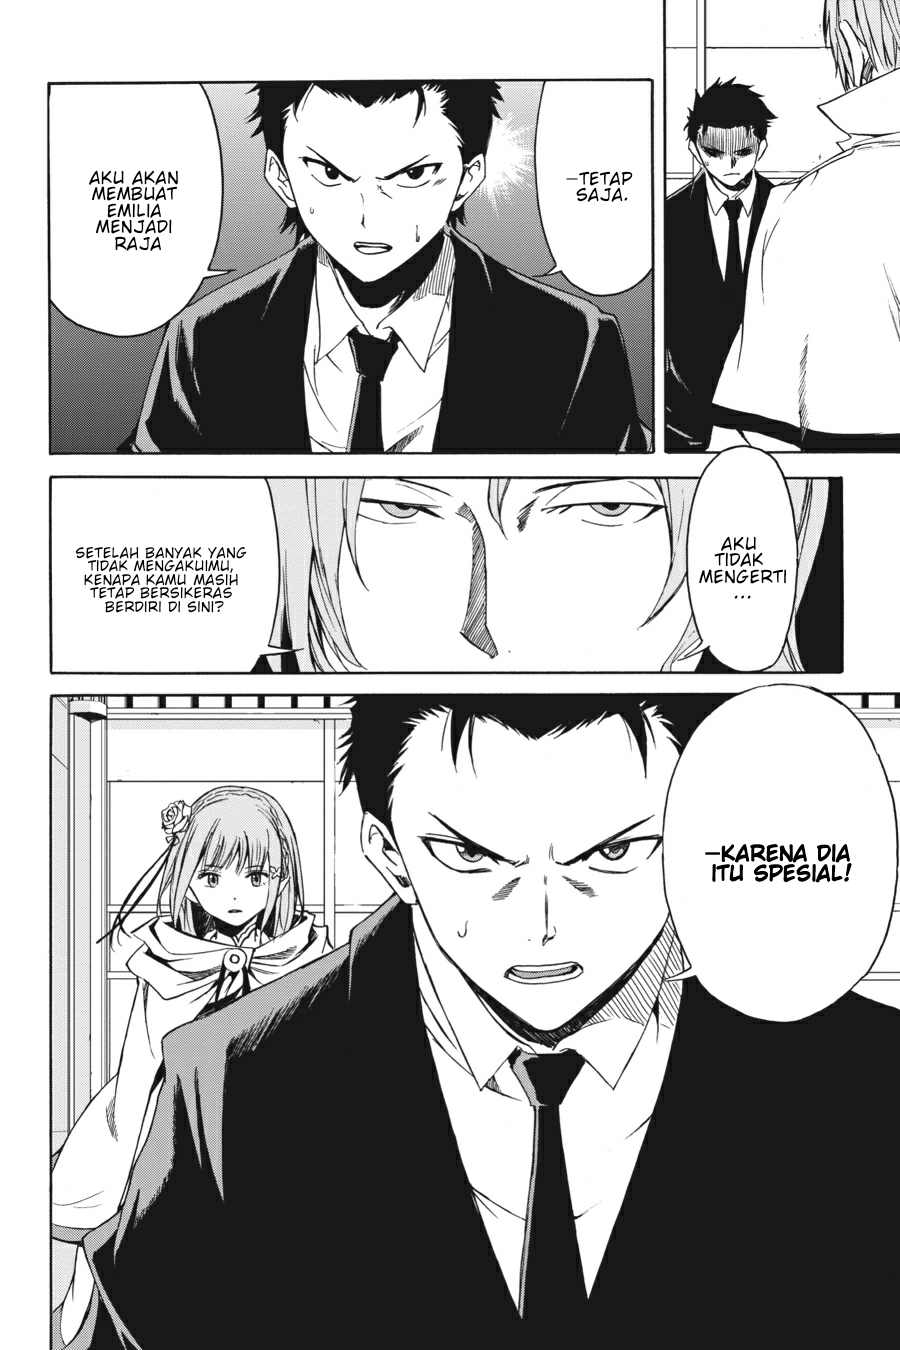 —TETAP
SAJA.
AKU AKAN
MEMBUAT
EMILIA
MENJADI
RAJA
AKU
TIDAK
MENGERTI
...
SETELAH BANYAK YANG
TIDAK MENGAKUIMU,
KENAPA KAMU MASIH
TETAP BERSIKERAS
BERDIRI DI SINI?
—KARENA DIA
ITU SPESIAL!